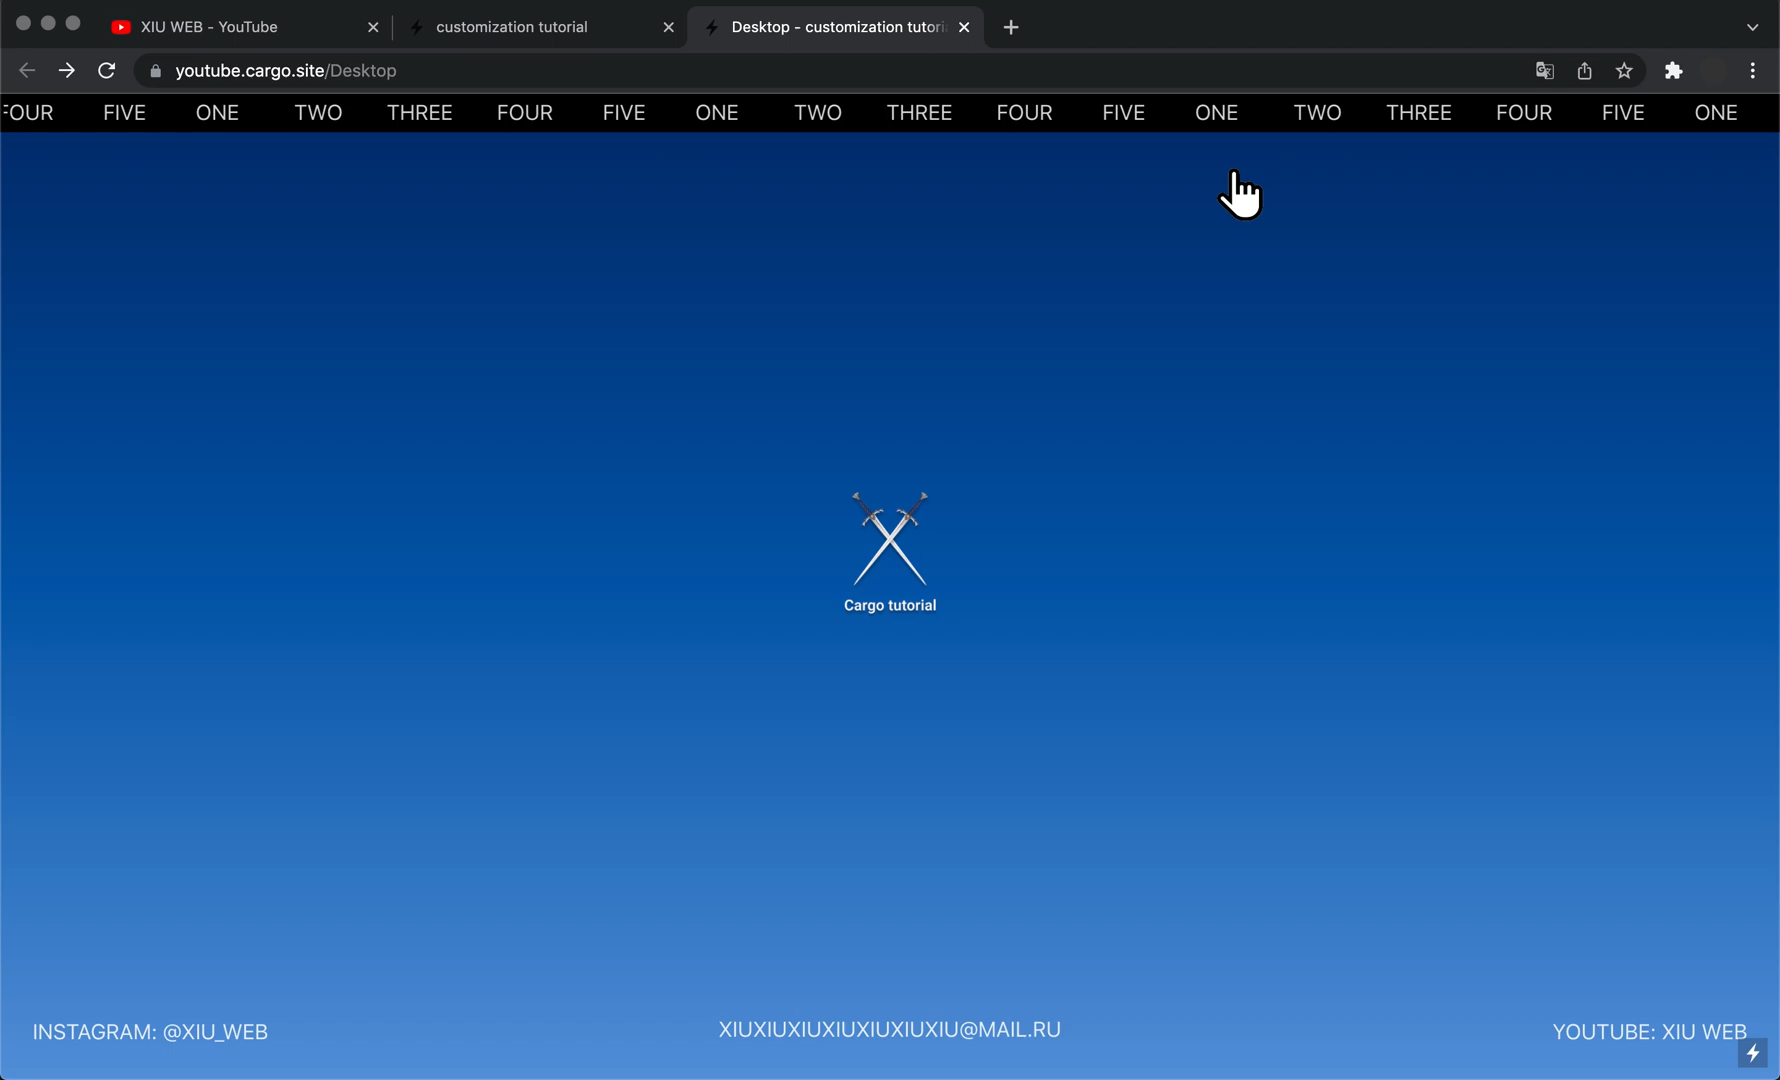 XIU WEB - YouTube
customization tutorial
Desktop - customization tutori
youtube.cargo.site/Desktop
FOUR FIVE ONE TWO THREE FOUR FIVE ONE TWO THREE FOUR FIVE ONE TWO THREE FOUR FIVE ONE
Cargo tutorial
INSTAGRAM: @XIU_WEB
XIUXIUXIUXIUXIUXIUXIU@MAIL.RU
YOUTUBE: XIU WEB